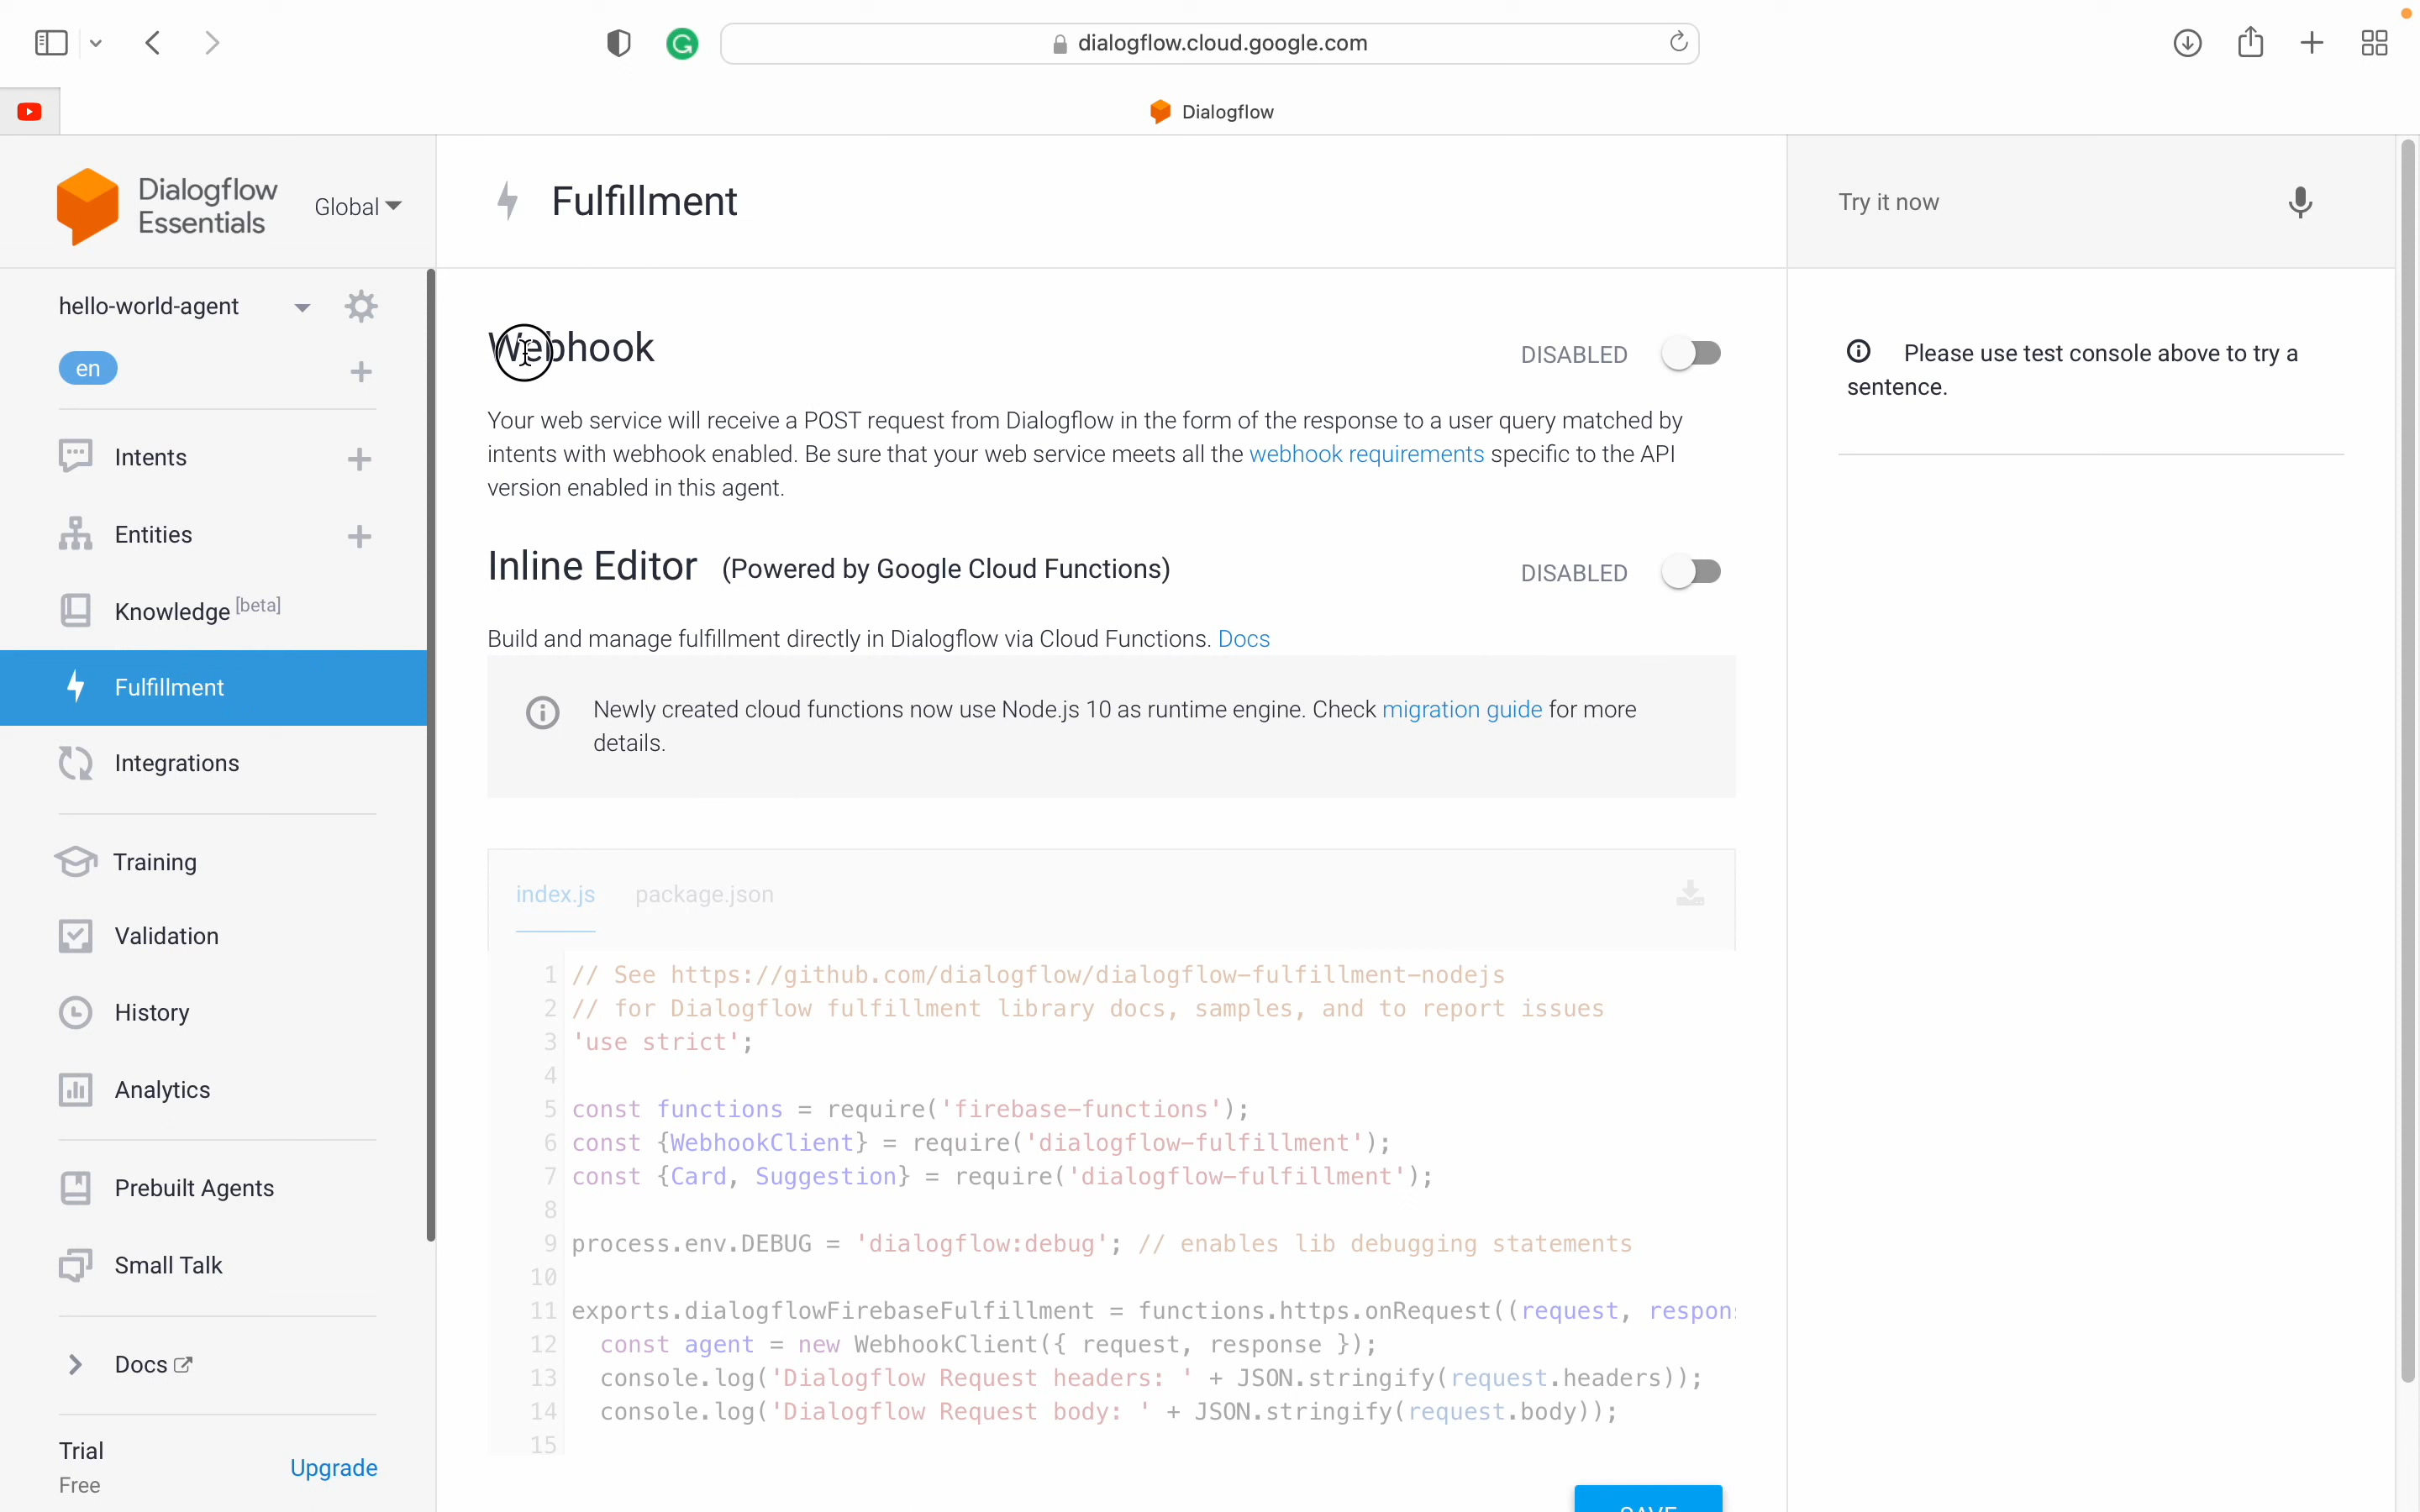 dialogflow.cloud.google.com
Dialogflow
Dialogflow
Essentials
Global
hello-world-agent
en
Intents
Entities
Knowledge [beta]
Fulfillment
Integrations
Training
Validation
History
Analytics
Prebuilt Agents
Small Talk
Docs
Trial
Free
Upgrade
Fulfillment
Webhook
DISABLED
Your web service will receive a POST request from Dialogflow in the form of the response to a user query matched by
intents with webhook enabled. Be sure that your web service meets all the webhook requirements specific to the API
version enabled in this agent.
Inline Editor (Powered by Google Cloud Functions)
DISABLED
Build and manage fulfillment directly in Dialogflow via Cloud Functions. Docs
Newly created cloud functions now use Node.js 10 as runtime engine. Check migration guide for more
details.
index.js package.json
1 // See https://github.com/dialogflow/dialogflow-fulfillment-nodejs
2 // for Dialogflow fulfillment library docs, samples, and to report issues
3 'use strict';
4
5 const functions = require('firebase-functions');
6 const {WebhookClient} = require('dialogflow-fulfillment');
7 const {Card, Suggestion} = require('dialogflow-fulfillment');
8
9 process.env.DEBUG = 'dialogflow:debug'; // enables lib debugging statements
10
11 exports.dialogflowFirebaseFulfillment = functions.https.onRequest((request, respon
12 const agent = new WebhookClient({ request, response });
13 console.log('Dialogflow Request headers: ' + JSON.stringify(request.headers));
14 console.log('Dialogflow Request body: ' + JSON.stringify(request.body));
15
SAVE
Try it now
Please use test console above to try a
sentence.